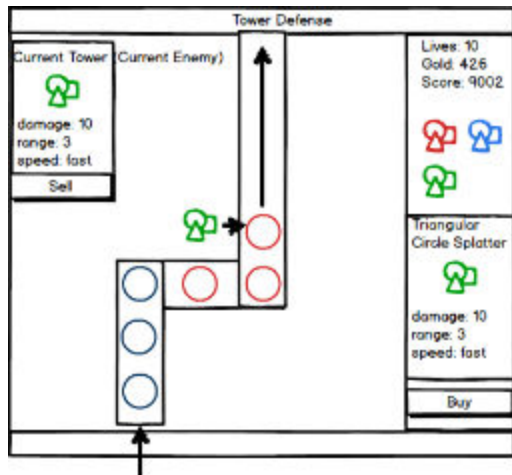 Tower Defense
Current Tower (Current Enemy)
damage: 10
range: 3
speed: fast
Sell
Lives: 10
Gold: 426
Score: 9002
Triangular
Circle Splatter
damage: 10
range: 3
speed: fast
Buy